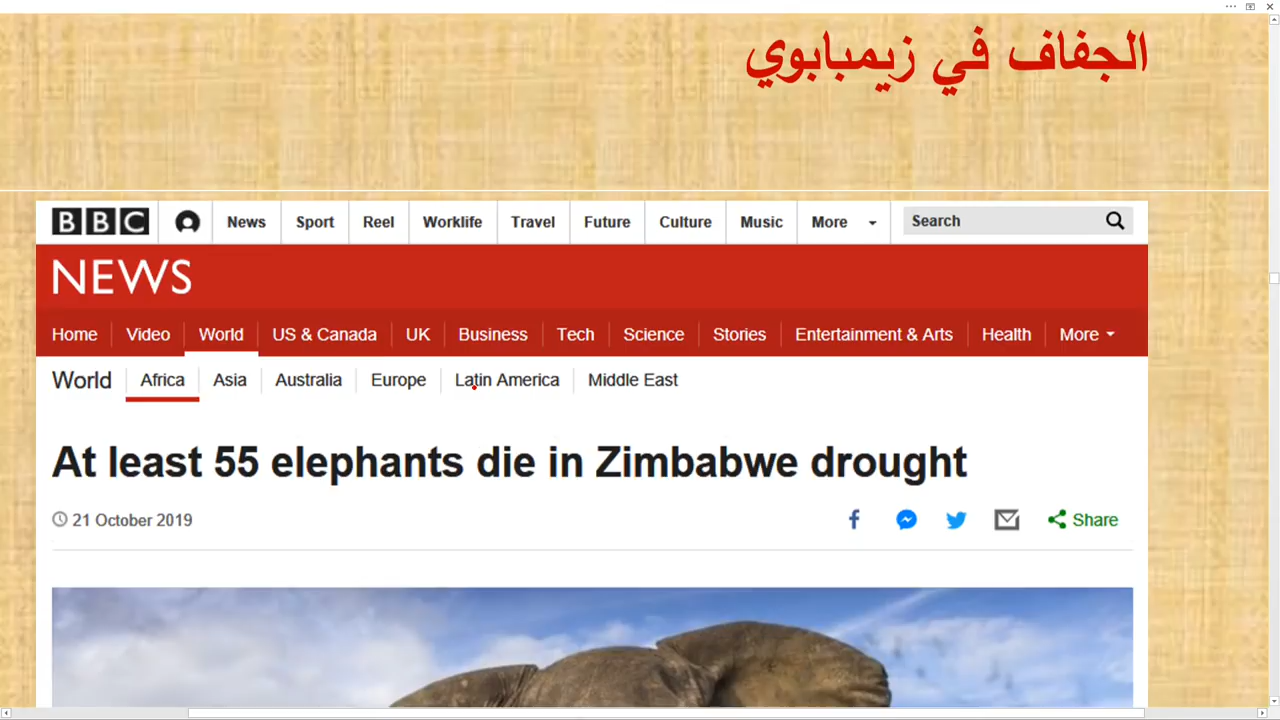 الجفاف في زيمبابوي
BBC News Sport Reel Worklife Travel Future Culture Music More Search
NEWS
Home Video World US & Canada UK Business Tech Science Stories Entertainment & Arts Health More
World Africa Asia Australia Europe Latin America Middle East
At least 55 elephants die in Zimbabwe drought
21 October 2019 Share